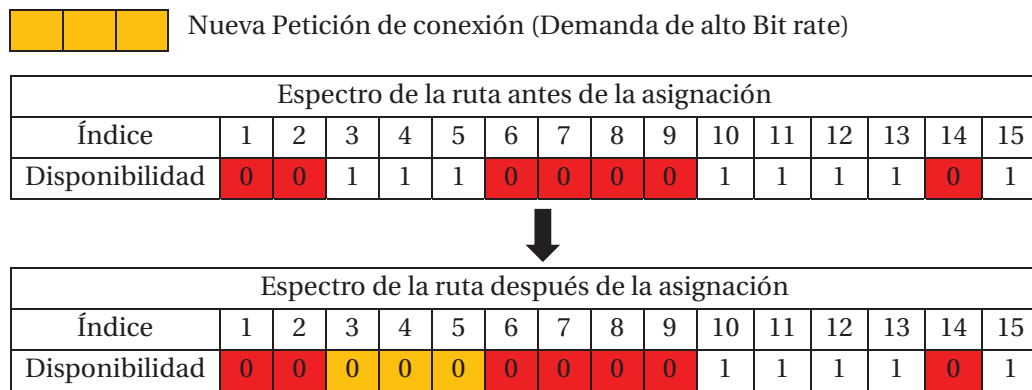 Nueva Petición de conexión (Demanda de alto Bit rate)
Espectro de la ruta antes de la asignación
Índice 1 2 3 4 5 6 7 8 9 10 11 12 13 14 15
Disponibilidad 0 0 1 1 1 0 0 0 0 1 1 1 1 0 1
Espectro de la ruta después de la asignación
Índice 1 2 3 4 5 6 7 8 9 10 11 12 13 14 15
Disponibilidad 0 0 0 0 0 0 0 0 0 1 1 1 1 0 1